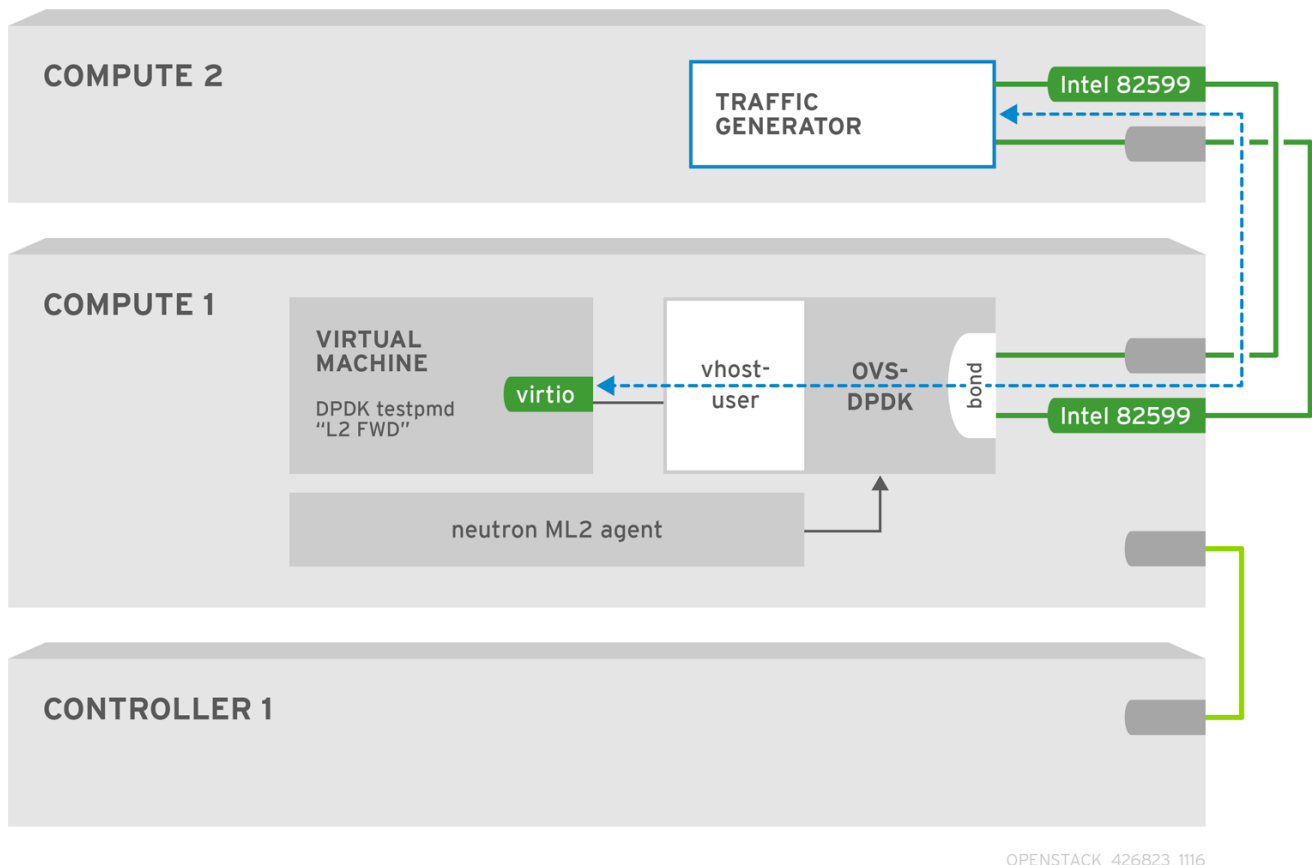 COMPUTE 2
TRAFFIC
GENERATOR
Intel 82599
COMPUTE 1
VIRTUAL
MACHINE
DPDK testpmd
“L2 FWD”
virtio
vhost-
user
OVS-
DPDK
bond
Intel 82599
neutron ML2 agent
CONTROLLER 1
OPENSTACK_426823_1116